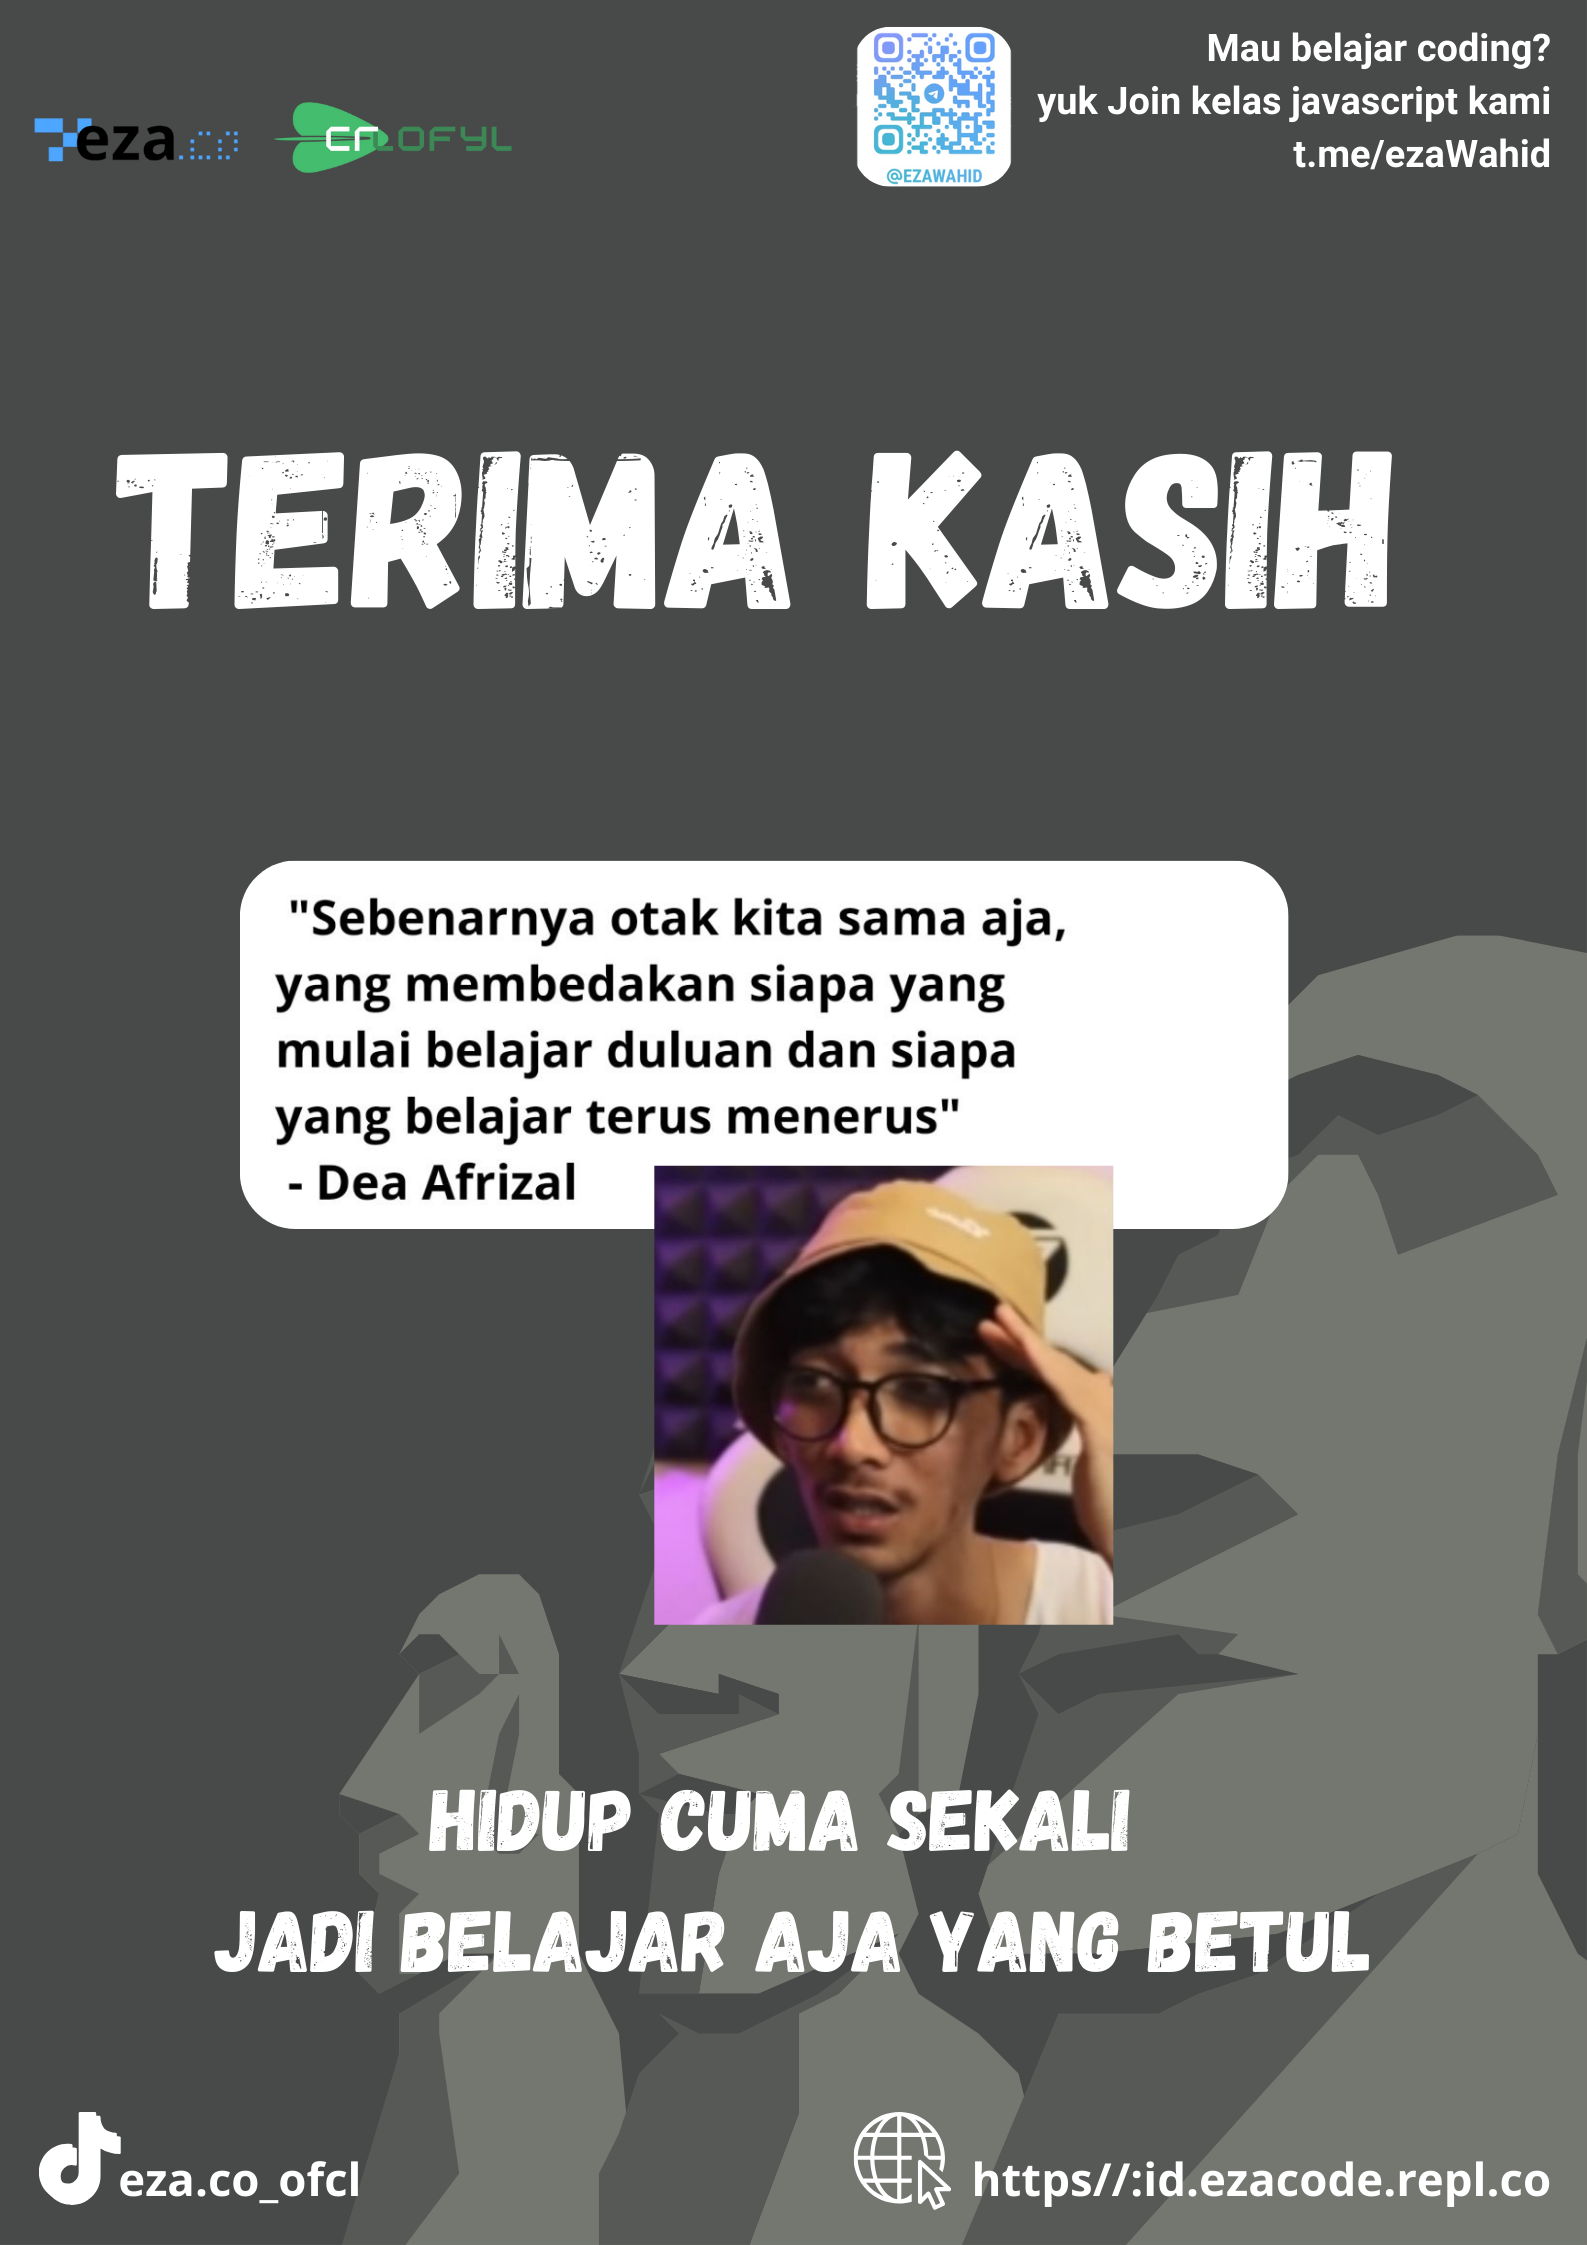 eza.co
@EZAWAHID
Mau belajar coding?
yuk Join kelas javascript kami
t.me/ezaWahid
TERIMA KASIH
"Sebenarnya otak kita sama aja,
yang membedakan siapa yang
mulai belajar duluan dan siapa
yang belajar terus menerus"
- Dea Afrizal
HIDUP CUMA SEKALI
JADI BELAJAR AJA YANG BETUL
eza.co_ofcl
https//:id.ezacode.repl.co